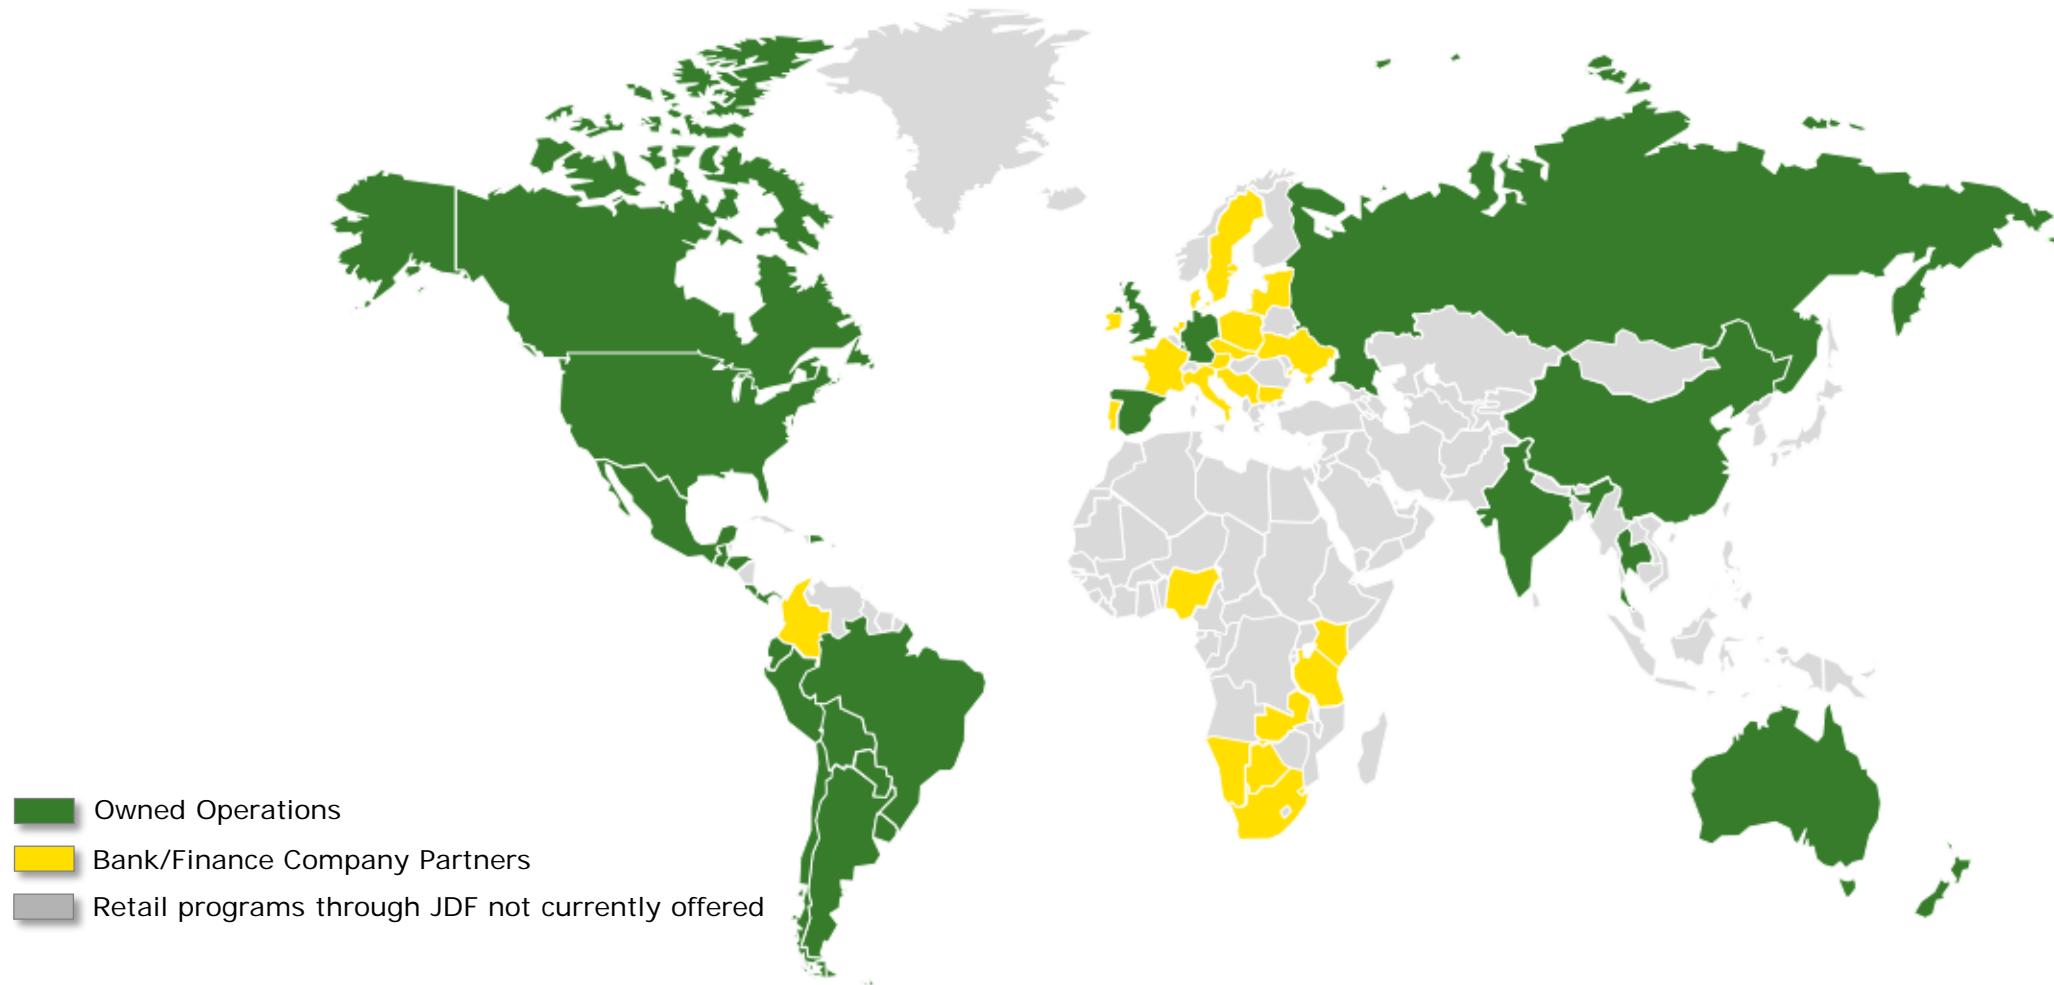 Owned Operations
Bank/Finance Company Partners
Retail programs through JDF not currently offered